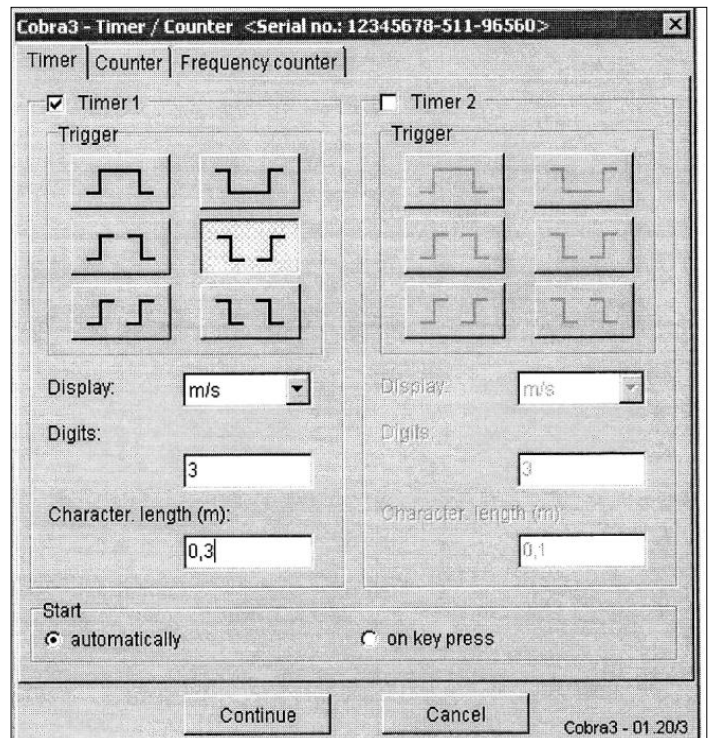 Cobra3 - Timer / Counter <Serial no.: 12345678-511-96560>
Timer Counter Frequency counter
Timer 1
Trigger
Display: m/s
Digits:
3
Character. length (m):
0,3
Timer 2
Trigger
Display: m/s
Digits:
3
Character. length (m):
0,1
Start
automatically on key press
Continue Cancel
Cobra3 - 01.20/3